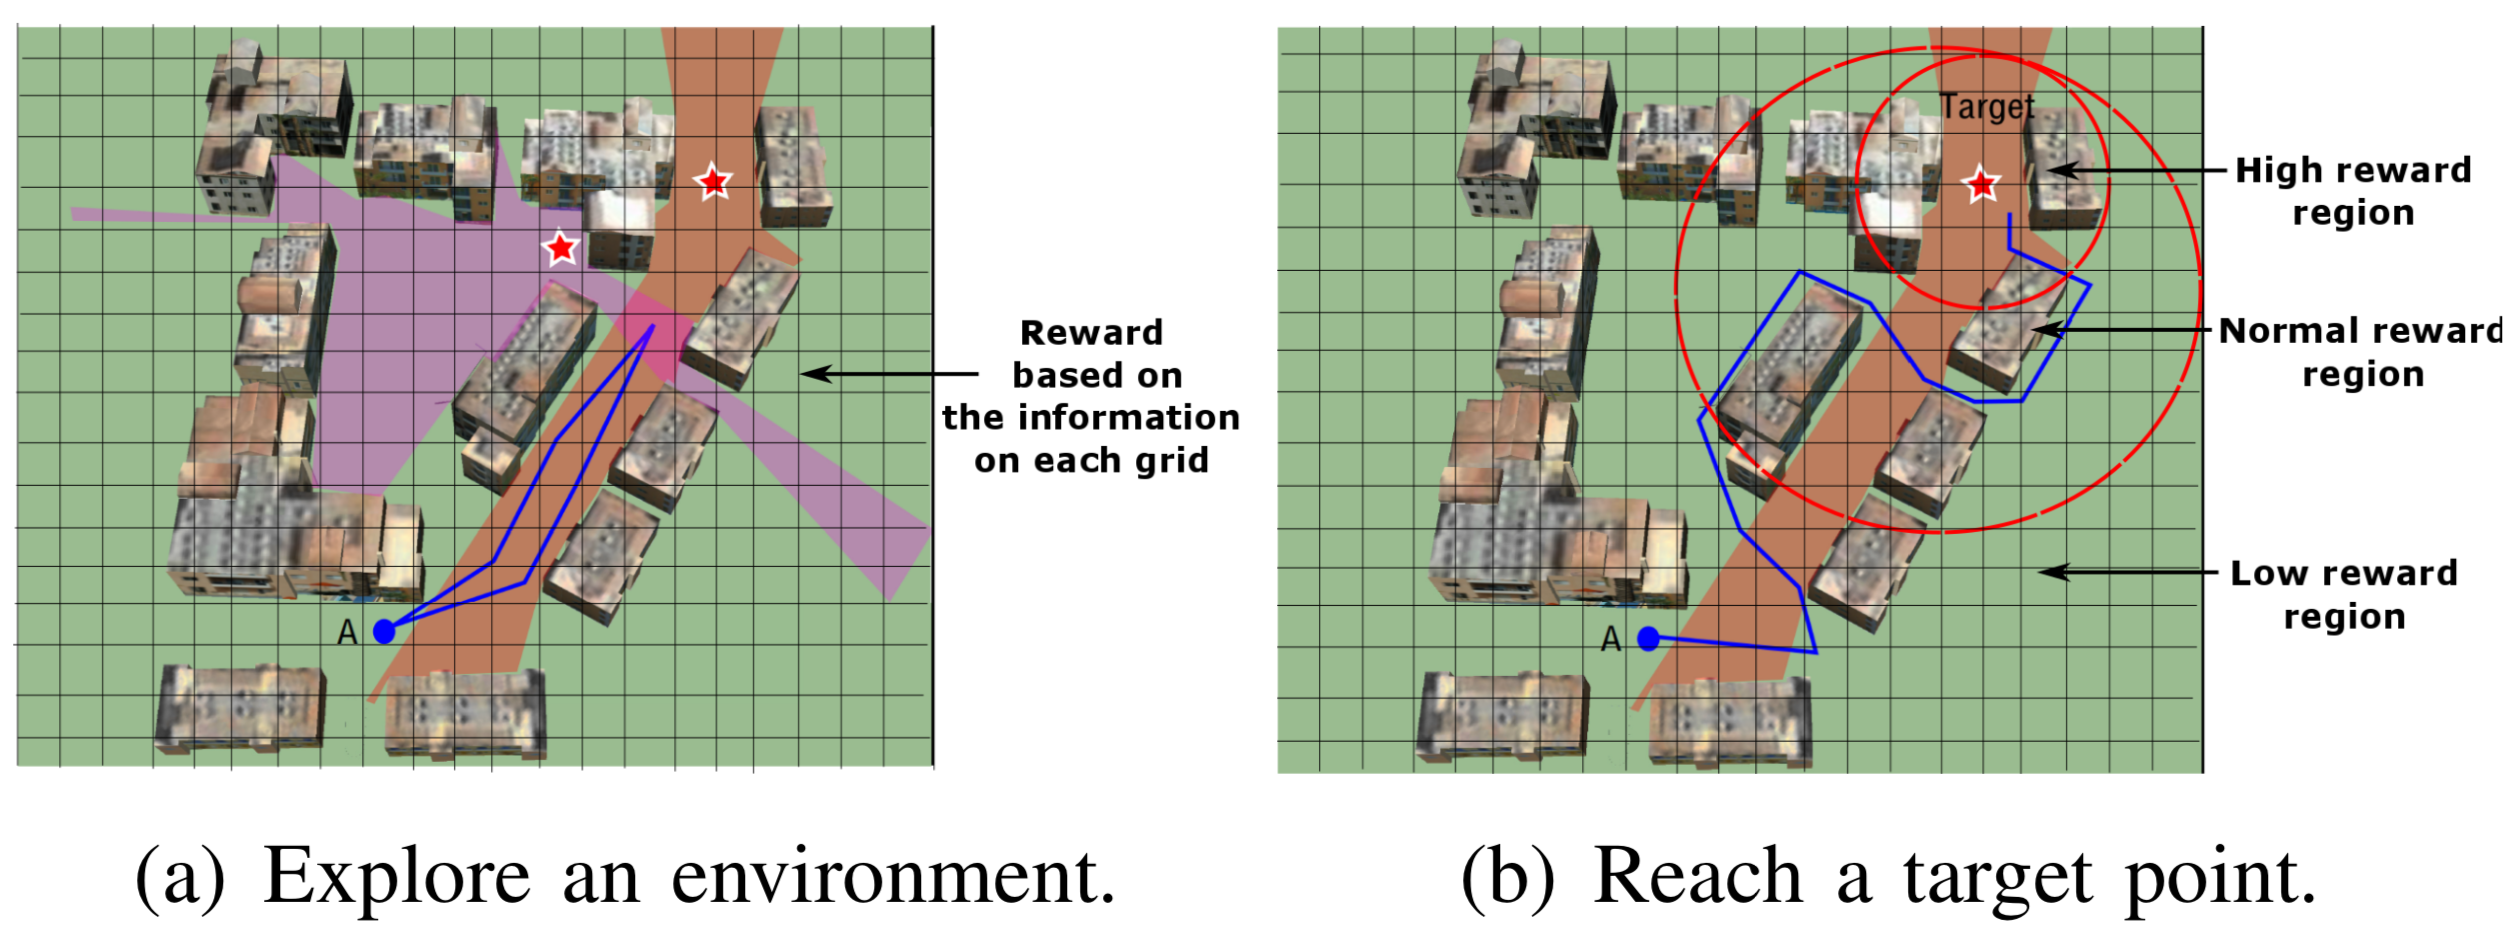 A
Reward
based on
the information
on each grid
(a) Explore an environment.
Target
High reward
region
Normal reward
region
Low reward
region
A
(b) Reach a target point.